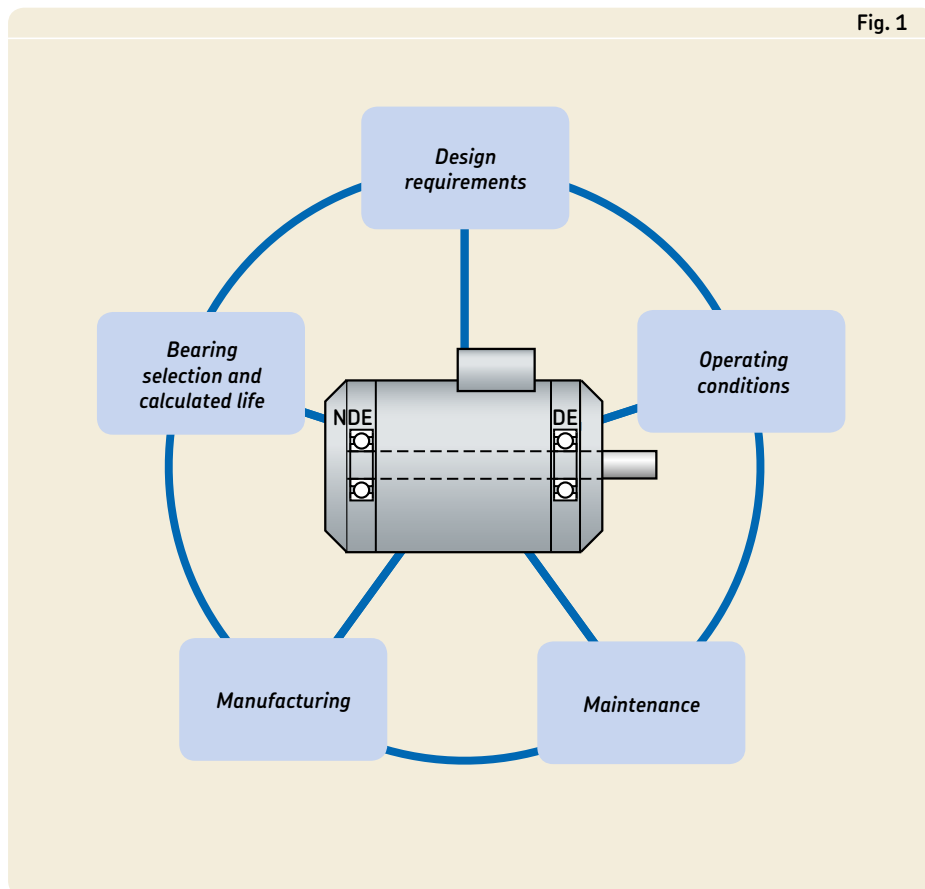 Fig. 1
Design
requirements
Bearing
selection and
calculated life
Operating
conditions
NDE
DE
Manufacturing
Maintenance